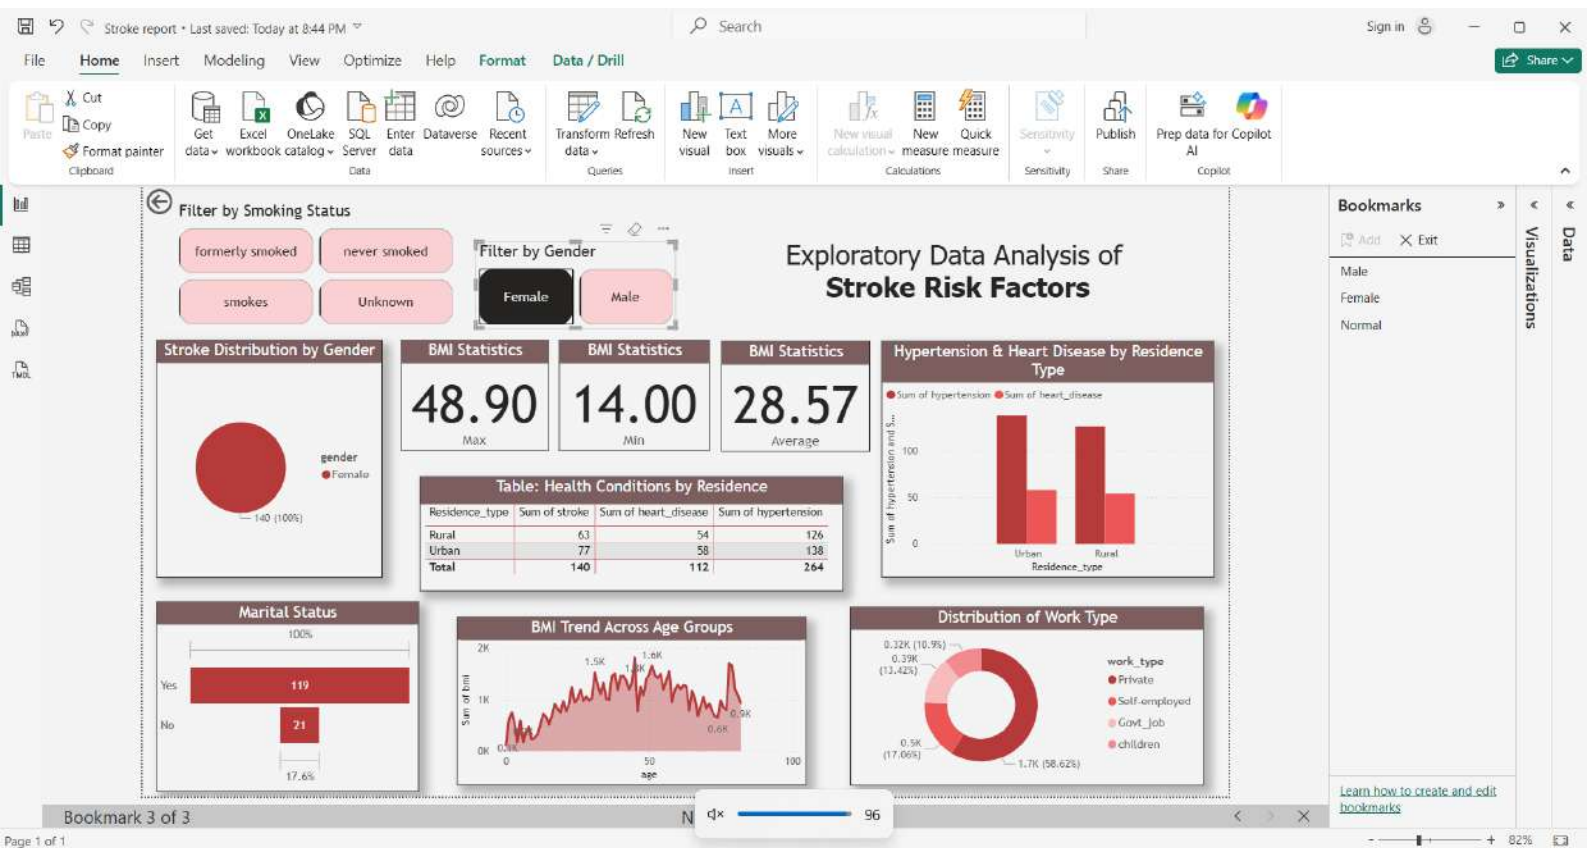 Stroke report • Last saved: Today at 8:44 PM
Search
Sign in
File Home Insert Modeling View Optimize Help Format Data / Drill
Share
Paste
Cut
Copy
Format painter
Clipboard
Get data
Excel workbook
OneLake catalog
SQL Server
Enter data
Dataverse
Recent sources
Data
Transform data
Refresh
Queries
New visual
Text box
More visuals
Insert
New visual calculation
New measure
Quick measure
Calculations
Sensitivity
Sensitivity
Publish
Share
Prep data for AI
Copilot
Copilot
Filter by Smoking Status
formerly smoked
never smoked
smokes
Unknown
Filter by Gender
Female
Male
Exploratory Data Analysis of
Stroke Risk Factors
Stroke Distribution by Gender
gender
Female
140 (100%)
BMI Statistics
48.90
Max
BMI Statistics
14.00
Min
BMI Statistics
28.57
Average
Hypertension & Heart Disease by Residence
Type
Sum of hypertension Sum of heart_disease
Sum of hypertension and S...
100
50
0
Urban Rural
Residence_type
Table: Health Conditions by Residence
Residence_type Sum of stroke Sum of heart_disease Sum of hypertension
Rural 63 54 126
Urban 77 58 138
Total 140 112 264
Marital Status
100%
Yes 119
No 21
17.6%
BMI Trend Across Age Groups
Sum of bmi
2K
1K
0K
1.5K
1.6K
0.6K
0.9K
0 50 100
age
Distribution of Work Type
0.32K (10.9%)
0.39K
(13.42%)
0.5K
(17.06%)
1.7K (58.62%)
work_type
Private
Self-employed
Govt_job
children
Bookmarks
Add
Exit
Male
Female
Normal
Learn how to create and edit
bookmarks
Visualizations
Data
Bookmark 3 of 3
96
Page 1 of 1
- + 82%